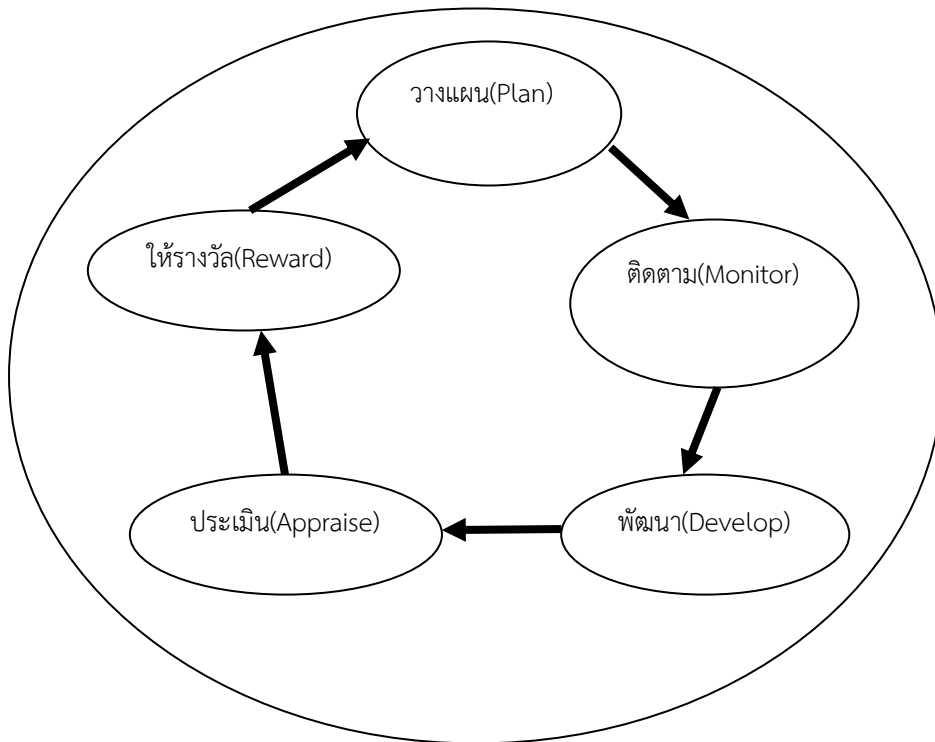 วางแผน(Plan)
ให้รางวัล(Reward)
ติดตาม(Monitor)
ประเมิน(Appraise)
พัฒนา(Develop)